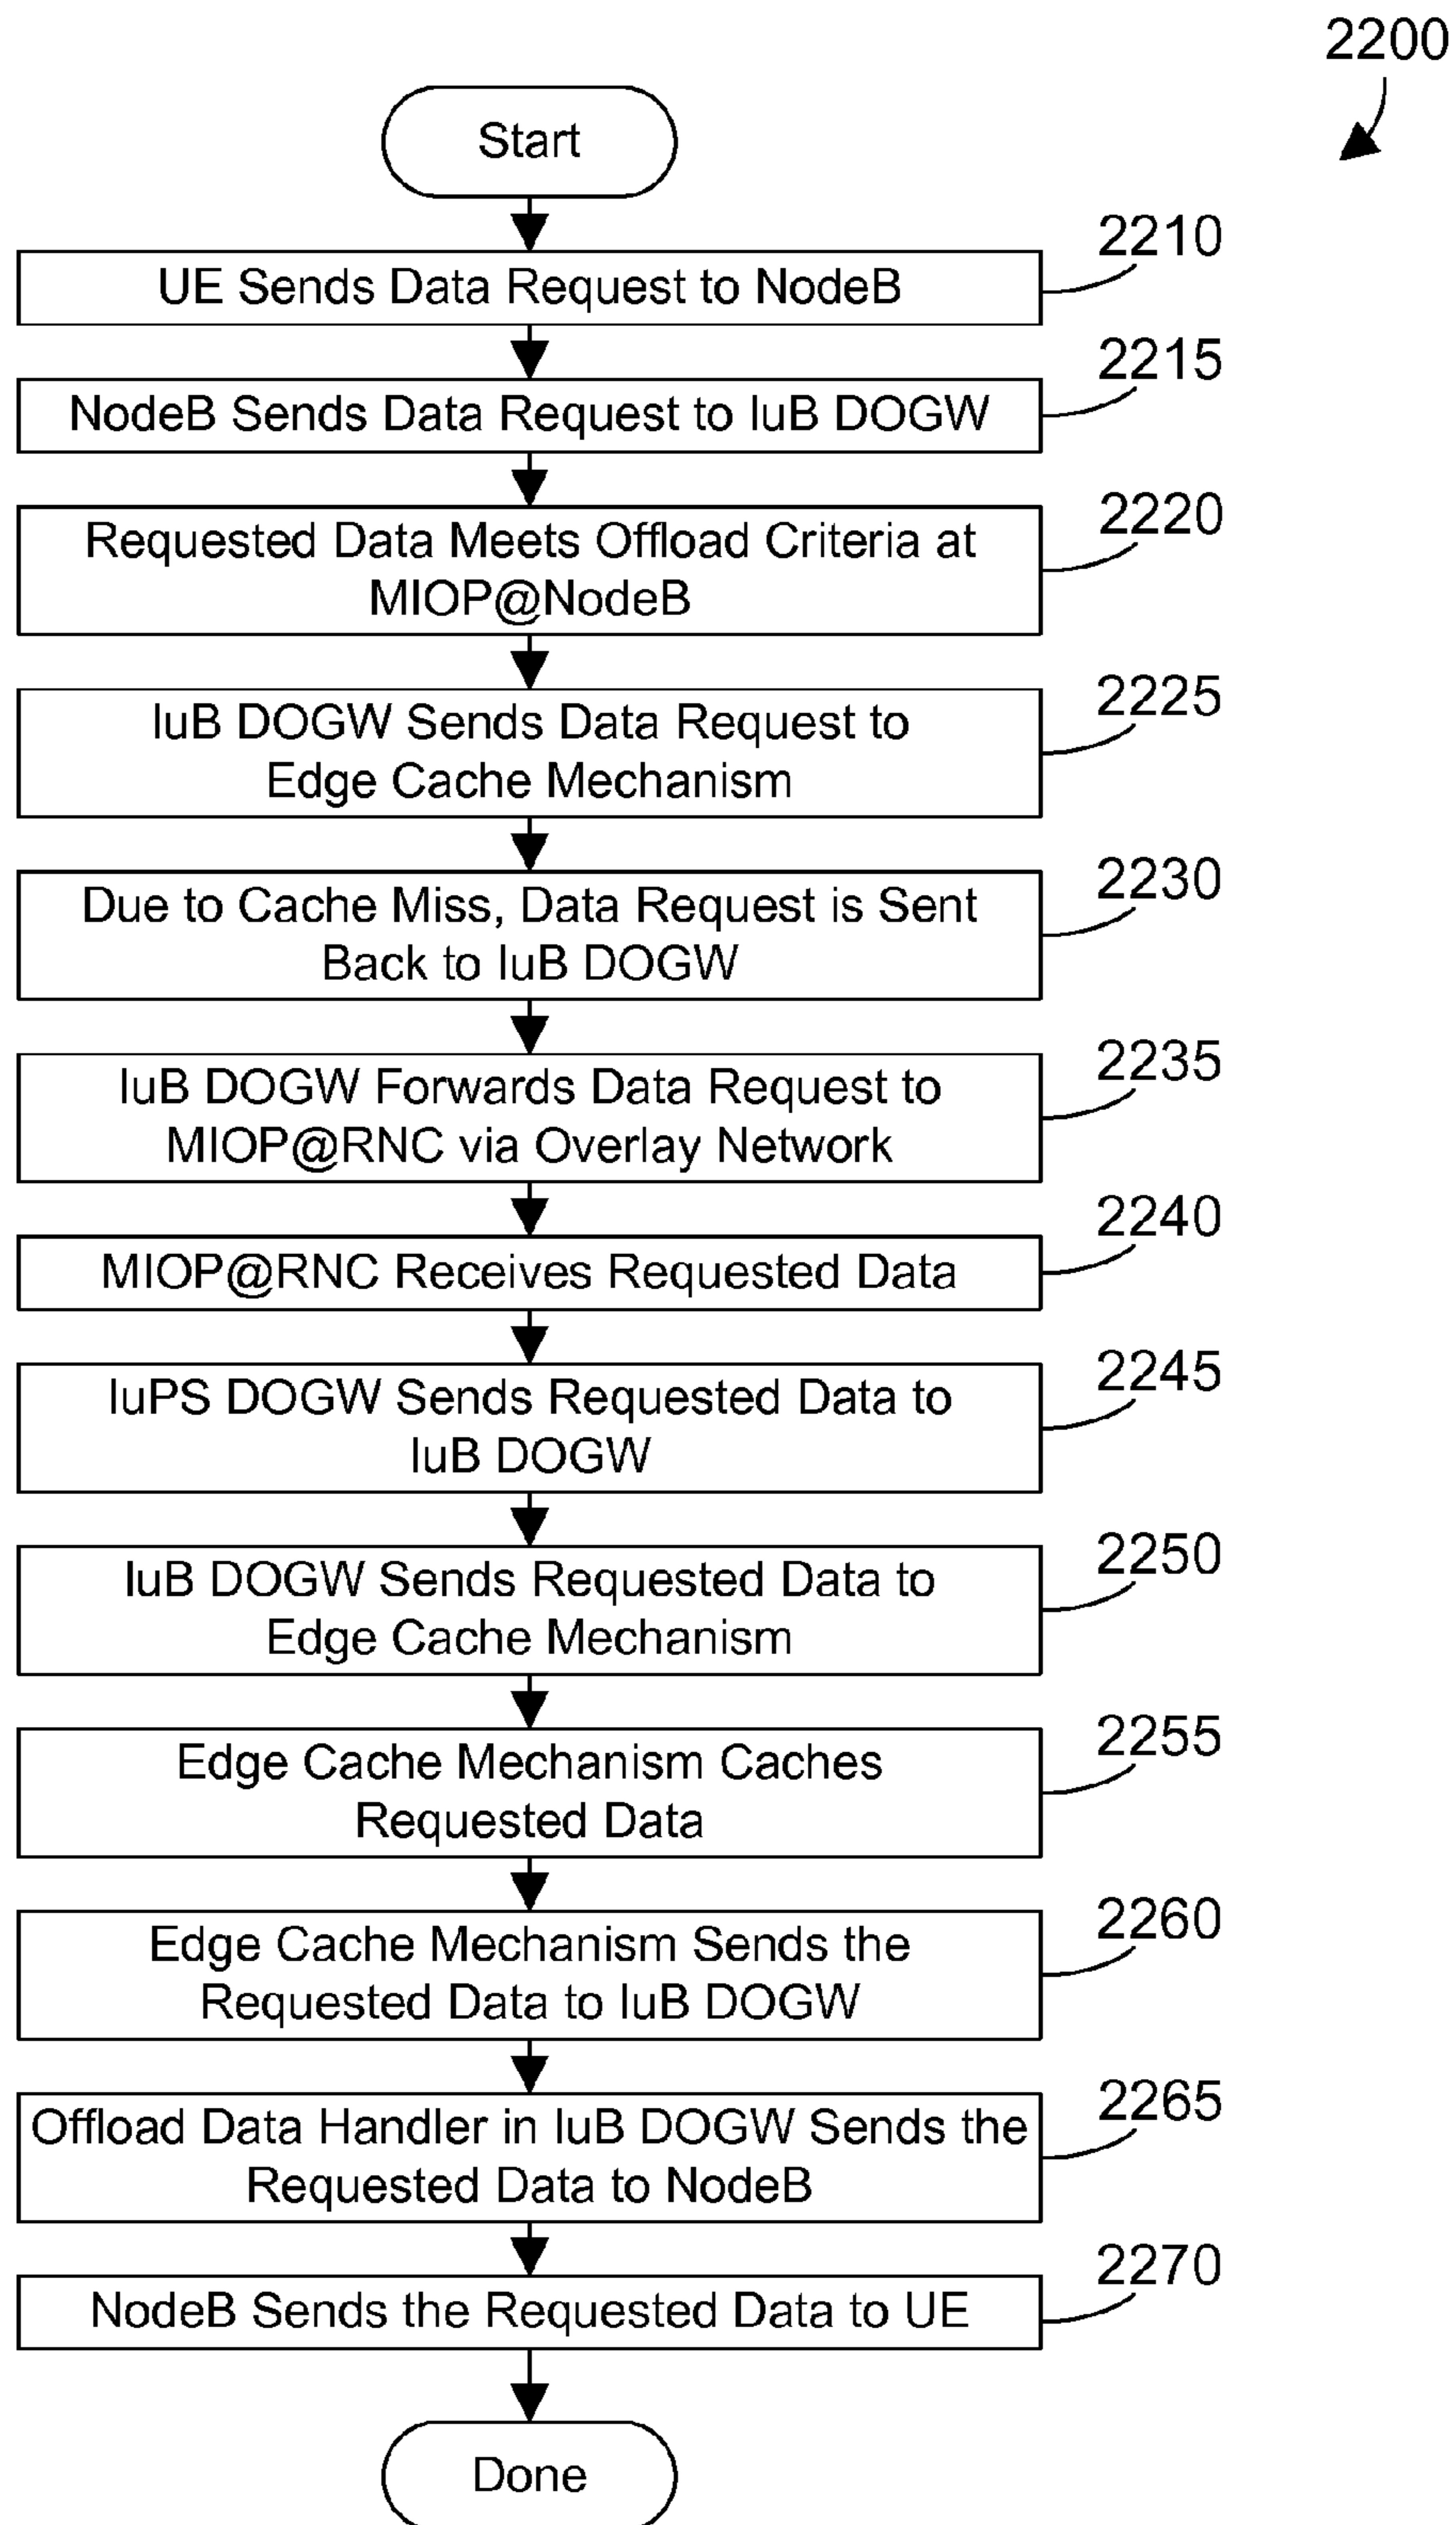 2200
Start
2210
UE Sends Data Request to NodeB
2215
NodeB Sends Data Request to IuB DOGW
2220
Requested Data Meets Offload Criteria at
MIOP@NodeB
2225
IuB DOGW Sends Data Request to
Edge Cache Mechanism
2230
Due to Cache Miss, Data Request is Sent
Back to IuB DOGW
2235
IuB DOGW Forwards Data Request to
MIOP@RNC via Overlay Network
2240
MIOP@RNC Receives Requested Data
2245
IuPS DOGW Sends Requested Data to
IuB DOGW
2250
IuB DOGW Sends Requested Data to
Edge Cache Mechanism
2255
Edge Cache Mechanism Caches
Requested Data
2260
Edge Cache Mechanism Sends the
Requested Data to IuB DOGW
2265
Offload Data Handler in IuB DOGW Sends the
Requested Data to NodeB
2270
NodeB Sends the Requested Data to UE
Done